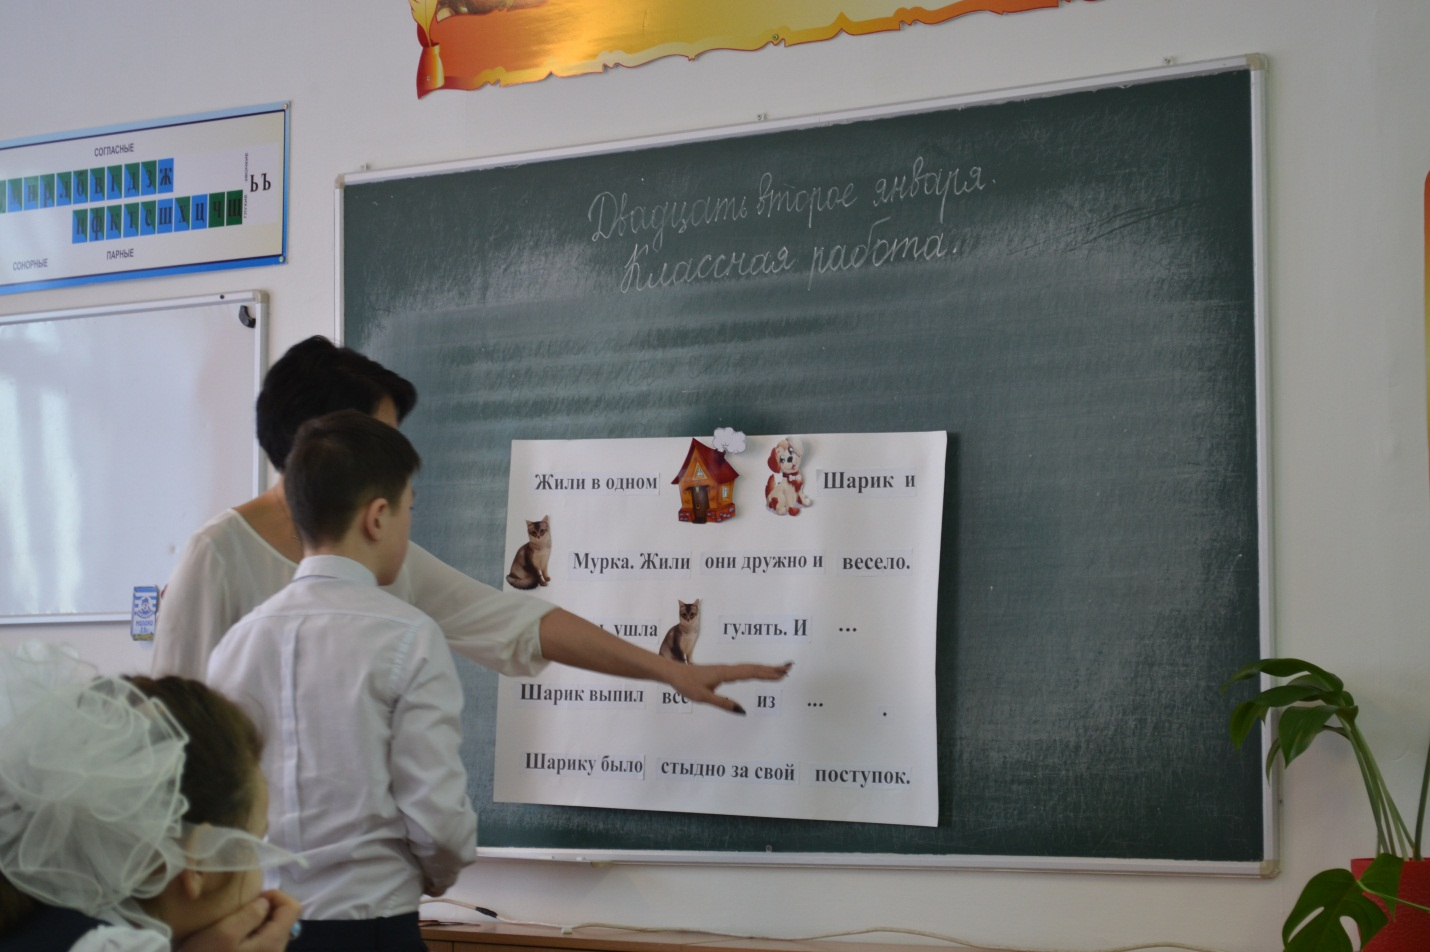 СОГЛАСНЫЕ
Ж
Ь Ъ
Х Ц Ч Щ
СОНОРНЫЕ
ПАРНЫЕ
Двадцать второе января.
Классная работа.
Жили в одном Шарик и
Мурка. Жили они дружно и весело.
ушла гулять. И ...
Шарик выпил все из ... .
Шарику было стыдно за свой поступок.